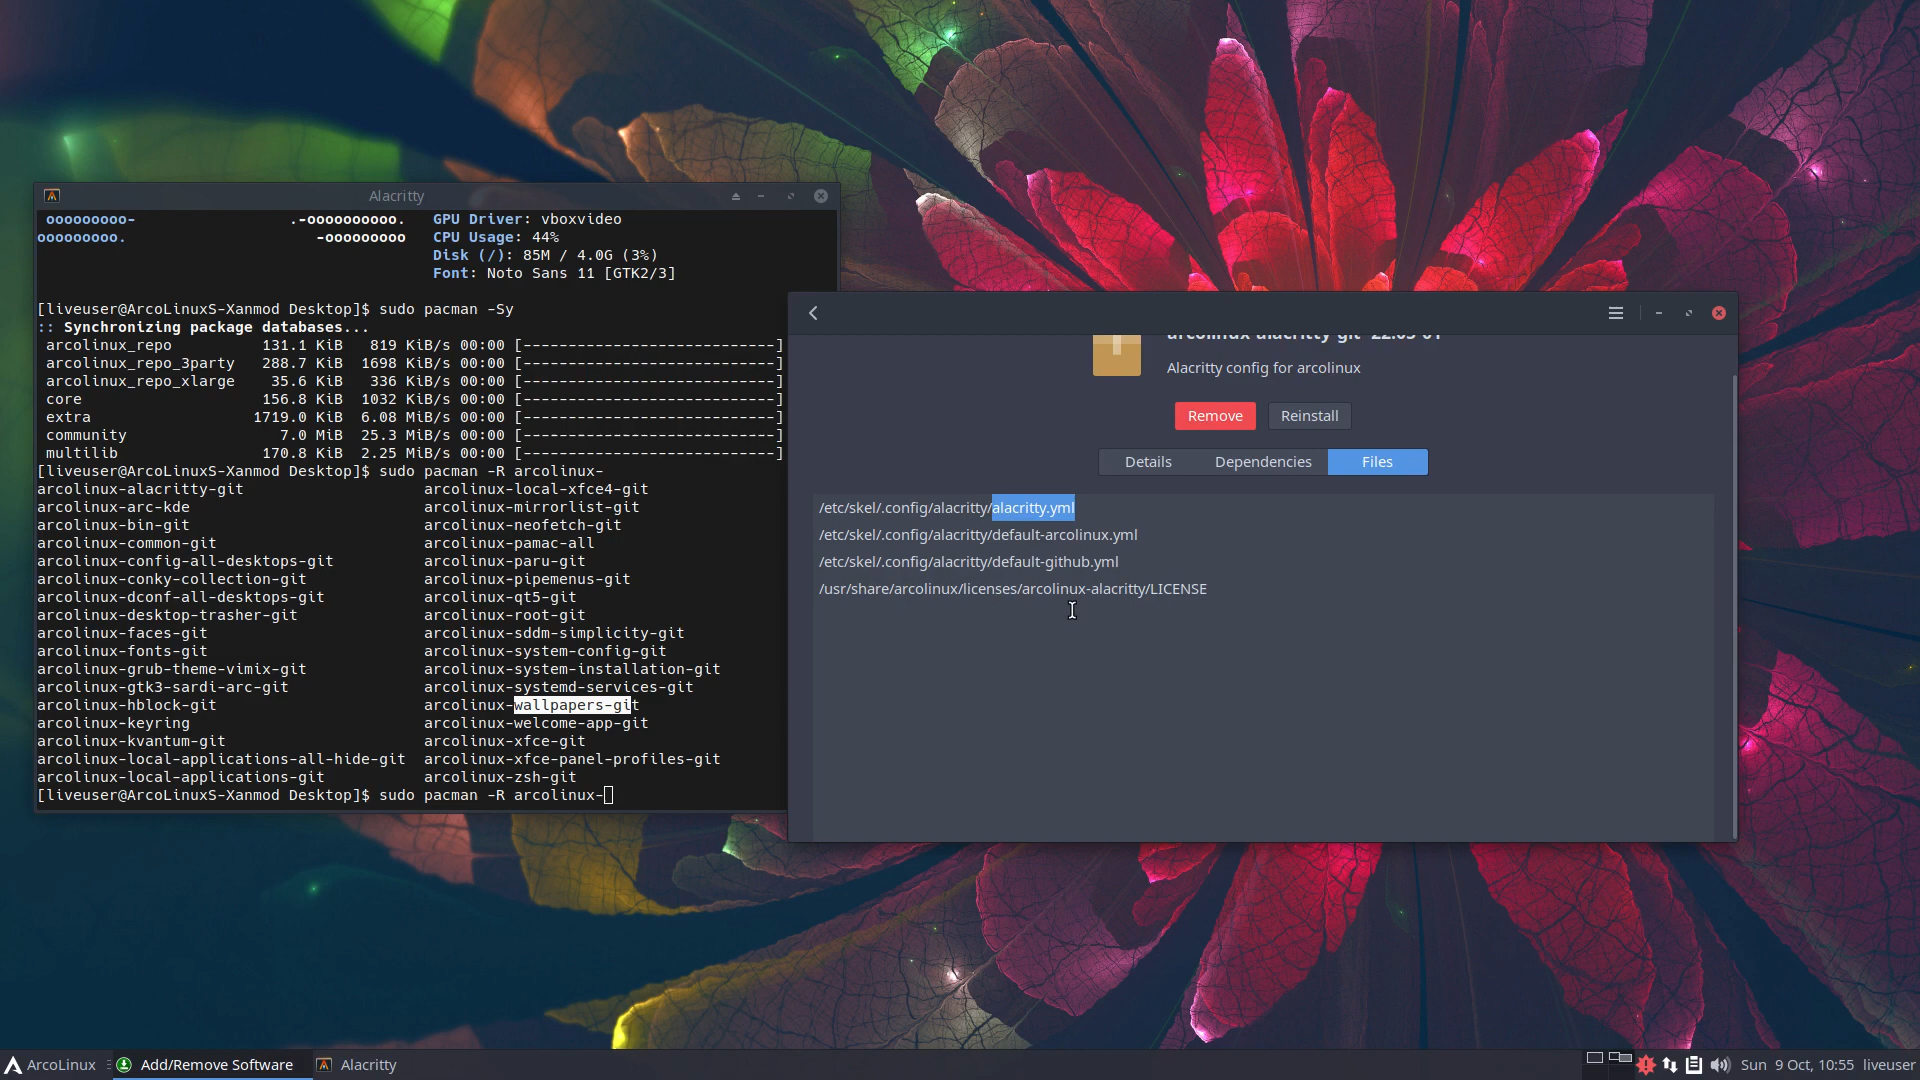 Alacritty
ooooooooo-                 .-oooooooooo.   GPU Driver: vboxvideo
ooooooooo.                     -ooooooooo   CPU Usage: 44%
Disk (/): 85M / 4.0G (3%)
Font: Noto Sans 11 [GTK2/3]
[liveuser@ArcoLinuxS-Xanmod Desktop]$ sudo pacman -Sy
:: Synchronizing package databases...
arcolinux_repo          131.1 KiB   819 KiB/s 00:00 [----------------------------]
arcolinux_repo_3party   288.7 KiB  1698 KiB/s 00:00 [----------------------------]
arcolinux_repo_xlarge    35.6 KiB   336 KiB/s 00:00 [----------------------------]
core                    156.8 KiB  1032 KiB/s 00:00 [----------------------------]
extra                  1719.0 KiB  6.08 MiB/s 00:00 [----------------------------]
community                 7.0 MiB  25.3 MiB/s 00:00 [----------------------------]
multilib                170.8 KiB  2.25 MiB/s 00:00 [----------------------------]
[liveuser@ArcoLinuxS-Xanmod Desktop]$ sudo pacman -R arcolinux-
arcolinux-alacritty-git                    arcolinux-local-xfce4-git
arcolinux-arc-kde                          arcolinux-mirrorlist-git
arcolinux-bin-git                          arcolinux-neofetch-git
arcolinux-common-git                       arcolinux-pamac-all
arcolinux-config-all-desktops-git          arcolinux-paru-git
arcolinux-conky-collection-git             arcolinux-pipemenus-git
arcolinux-dconf-all-desktops-git           arcolinux-qt5-git
arcolinux-desktop-trasher-git              arcolinux-root-git
arcolinux-faces-git                        arcolinux-sddm-simplicity-git
arcolinux-fonts-git                        arcolinux-system-config-git
arcolinux-grub-theme-vimix-git             arcolinux-system-installation-git
arcolinux-gtk3-sardi-arc-git               arcolinux-systemd-services-git
arcolinux-hblock-git                       arcolinux-wallpapers-git
arcolinux-keyring                          arcolinux-welcome-app-git
arcolinux-kvantum-git                      arcolinux-xfce-git
arcolinux-local-applications-all-hide-git  arcolinux-xfce-panel-profiles-git
arcolinux-local-applications-git           arcolinux-zsh-git
[liveuser@ArcoLinuxS-Xanmod Desktop]$ sudo pacman -R arcolinux-
Alacritty config for arcolinux
Remove Reinstall
Details Dependencies Files
/etc/skel/.config/alacritty/alacritty.yml
/etc/skel/.config/alacritty/default-arcolinux.yml
/etc/skel/.config/alacritty/default-github.yml
/usr/share/arcolinux/licenses/arcolinux-alacritty/LICENSE
ArcoLinux Add/Remove Software Alacritty Sun 9 Oct, 10:55 liveuser